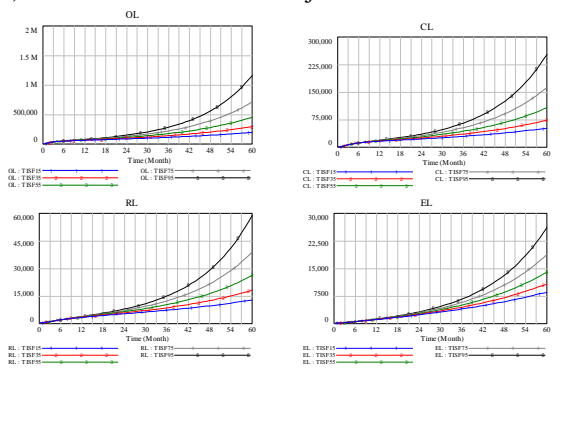 OL
2 M
1.5 M
1 M
500,000
0
0 6 12 18 24 30 36 42 48 54 60
Time (Month)
OL : TISF15
OL : TISF35
OL : TISF55
OL : TISF75
OL : TISF95
CL
300,000
225,000
150,000
75,000
0
0 6 12 18 24 30 36 42 48 54 60
Time (Month)
CL : TISF15
CL : TISF35
CL : TISF55
CL : TISF75
CL : TISF95
RL
60,000
45,000
30,000
15,000
0
0 6 12 18 24 30 36 42 48 54 60
Time (Month)
RL : TISF15
RL : TISF35
RL : TISF55
RL : TISF75
RL : TISF95
EL
30,000
22,500
15,000
7500
0
0 6 12 18 24 30 36 42 48 54 60
Time (Month)
EL : TISF15
EL : TISF35
EL : TISF55
EL : TISF75
EL : TISF95